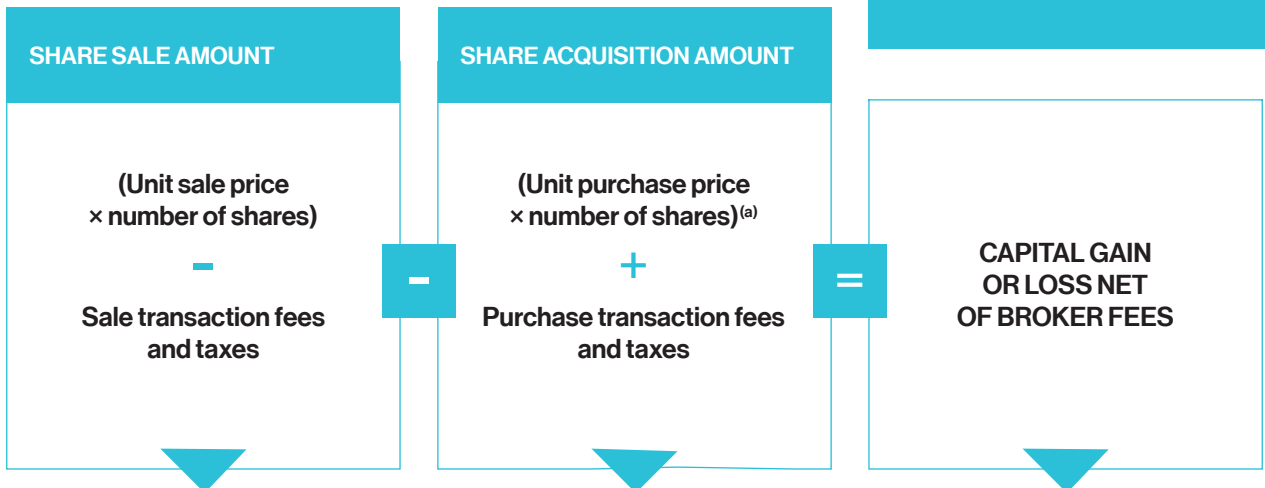 SHARE SALE AMOUNT
(Unit sale price
× number of shares)
-
Sale transaction fees
and taxes
-
SHARE ACQUISITION AMOUNT
(Unit purchase price
× number of shares)(a)
+
Purchase transaction fees
and taxes
=
CAPITAL GAIN
OR LOSS NET
OF BROKER FEES